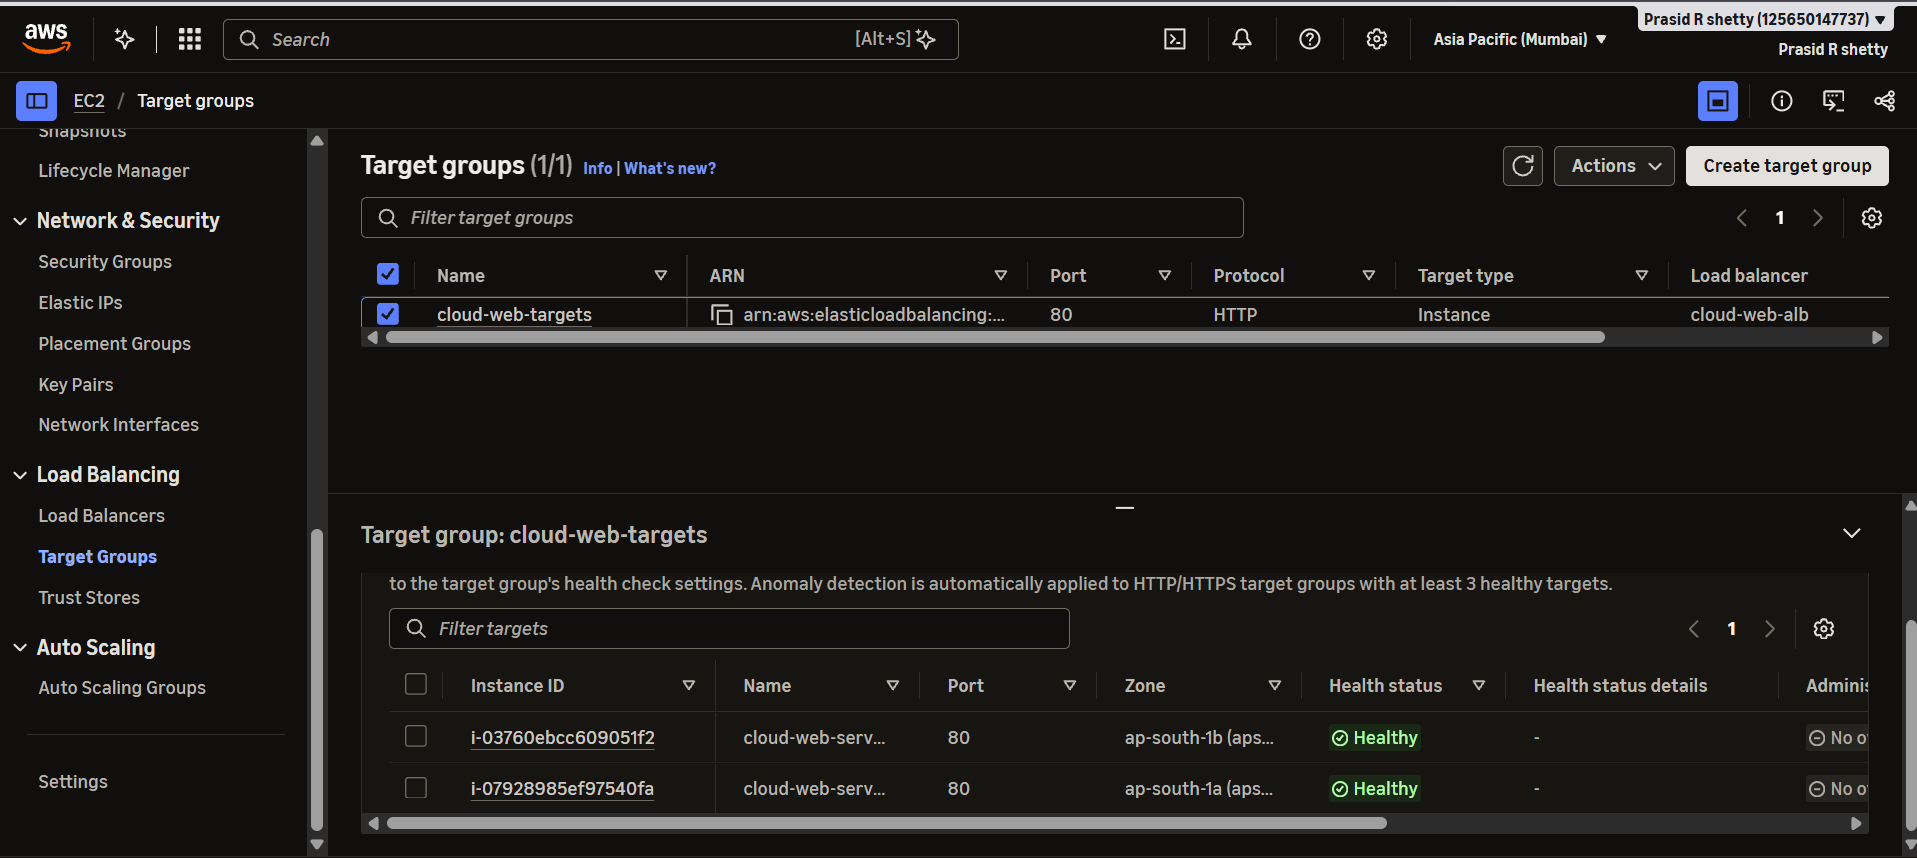 aws
Search [Alt+S]
Asia Pacific (Mumbai)
Prasid R shetty (125650147737)
Prasid R shetty
EC2 / Target groups
Snapshots
Lifecycle Manager
Network & Security
Security Groups
Elastic IPs
Placement Groups
Key Pairs
Network Interfaces
Load Balancing
Load Balancers
Target Groups
Trust Stores
Auto Scaling
Auto Scaling Groups
Settings
Target groups (1/1) Info | What's new?
Actions
Create target group
Filter target groups
1
Name ARN Port Protocol Target type Load balancer
cloud-web-targets arn:aws:elasticloadbalancing:... 80 HTTP Instance cloud-web-alb
Target group: cloud-web-targets
to the target group's health check settings. Anomaly detection is automatically applied to HTTP/HTTPS target groups with at least 3 healthy targets.
Filter targets
1
Instance ID Name Port Zone Health status Health status details Adminis
i-03760ebcc609051f2 cloud-web-serv... 80 ap-south-1b (aps... Healthy - No o
i-07928985ef97540fa cloud-web-serv... 80 ap-south-1a (aps... Healthy - No o